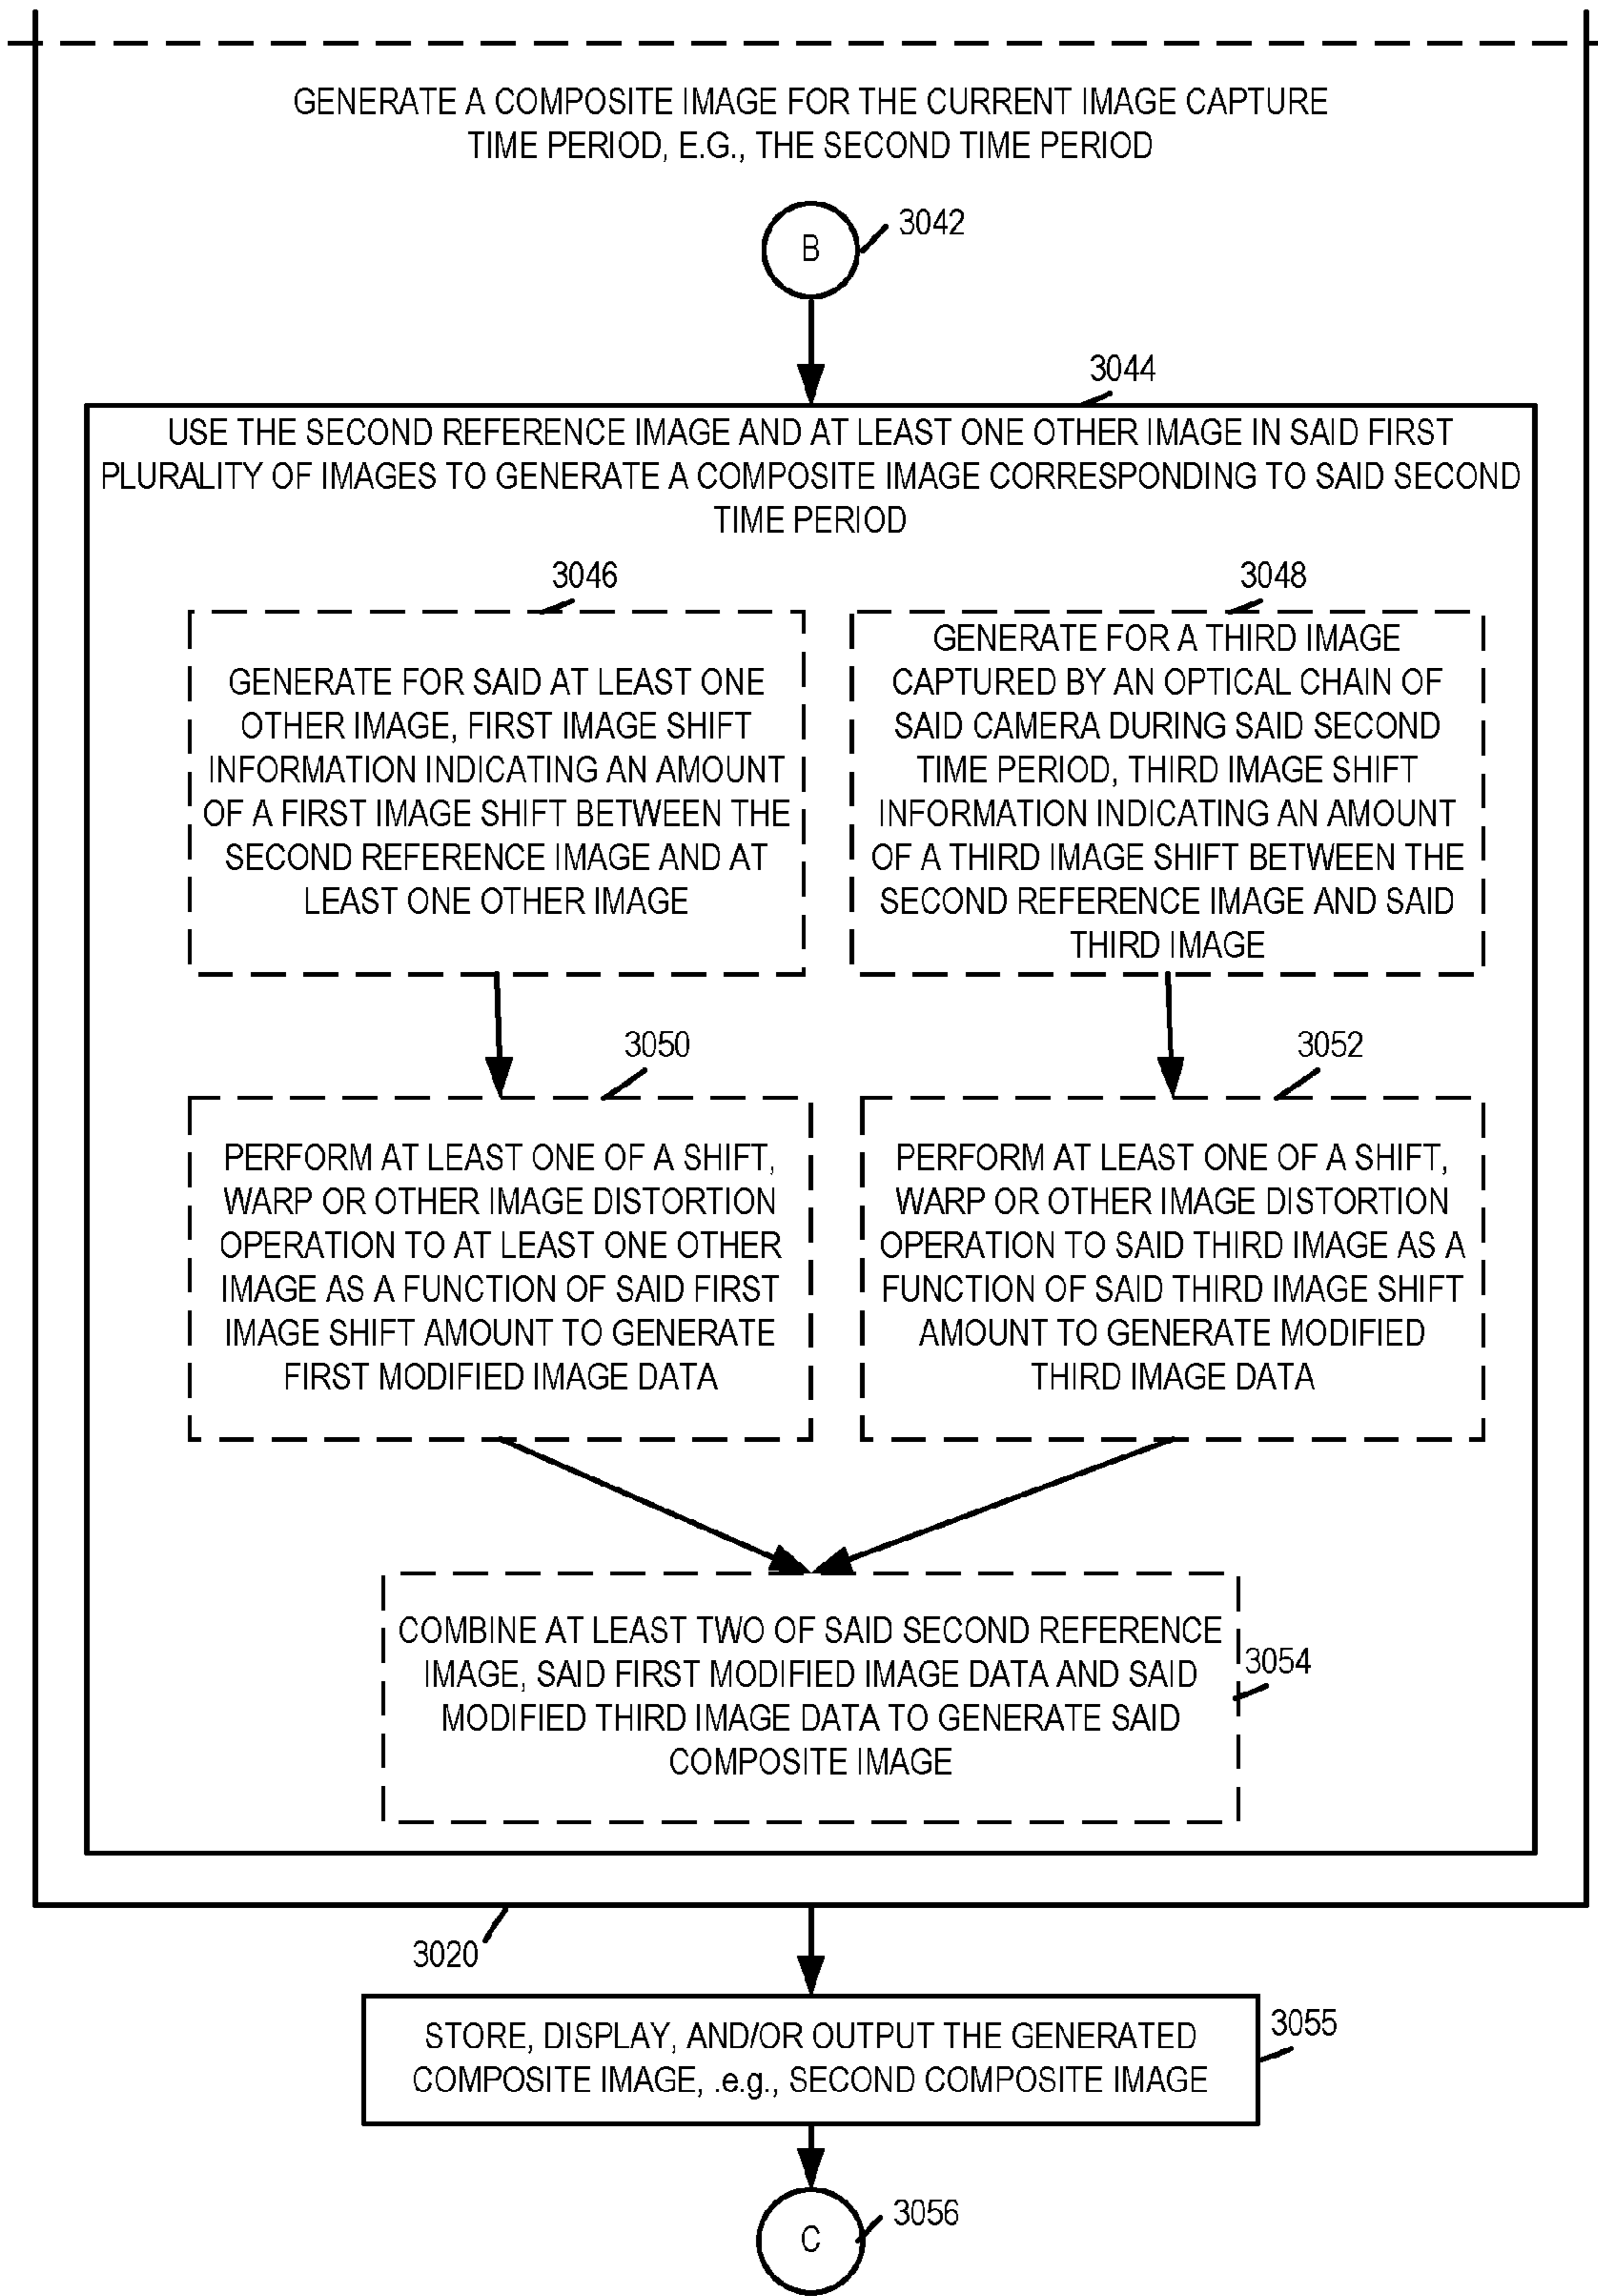 GENERATE A COMPOSITE IMAGE FOR THE CURRENT IMAGE CAPTURE
TIME PERIOD, E.G., THE SECOND TIME PERIOD
B
3042
3044
USE THE SECOND REFERENCE IMAGE AND AT LEAST ONE OTHER IMAGE IN SAID FIRST
PLURALITY OF IMAGES TO GENERATE A COMPOSITE IMAGE CORRESPONDING TO SAID SECOND
TIME PERIOD
3046
GENERATE FOR SAID AT LEAST ONE
OTHER IMAGE, FIRST IMAGE SHIFT
INFORMATION INDICATING AN AMOUNT
OF A FIRST IMAGE SHIFT BETWEEN THE
SECOND REFERENCE IMAGE AND AT
LEAST ONE OTHER IMAGE
3048
GENERATE FOR A THIRD IMAGE
CAPTURED BY AN OPTICAL CHAIN OF
SAID CAMERA DURING SAID SECOND
TIME PERIOD, THIRD IMAGE SHIFT
INFORMATION INDICATING AN AMOUNT
OF A THIRD IMAGE SHIFT BETWEEN THE
SECOND REFERENCE IMAGE AND SAID
THIRD IMAGE
3050
PERFORM AT LEAST ONE OF A SHIFT,
WARP OR OTHER IMAGE DISTORTION
OPERATION TO AT LEAST ONE OTHER
IMAGE AS A FUNCTION OF SAID FIRST
IMAGE SHIFT AMOUNT TO GENERATE
FIRST MODIFIED IMAGE DATA
3052
PERFORM AT LEAST ONE OF A SHIFT,
WARP OR OTHER IMAGE DISTORTION
OPERATION TO SAID THIRD IMAGE AS A
FUNCTION OF SAID THIRD IMAGE SHIFT
AMOUNT TO GENERATE MODIFIED
THIRD IMAGE DATA
COMBINE AT LEAST TWO OF SAID SECOND REFERENCE
IMAGE, SAID FIRST MODIFIED IMAGE DATA AND SAID
MODIFIED THIRD IMAGE DATA TO GENERATE SAID
COMPOSITE IMAGE
3054
3020
STORE, DISPLAY, AND/OR OUTPUT THE GENERATED
COMPOSITE IMAGE, .e.g., SECOND COMPOSITE IMAGE
3055
C
3056